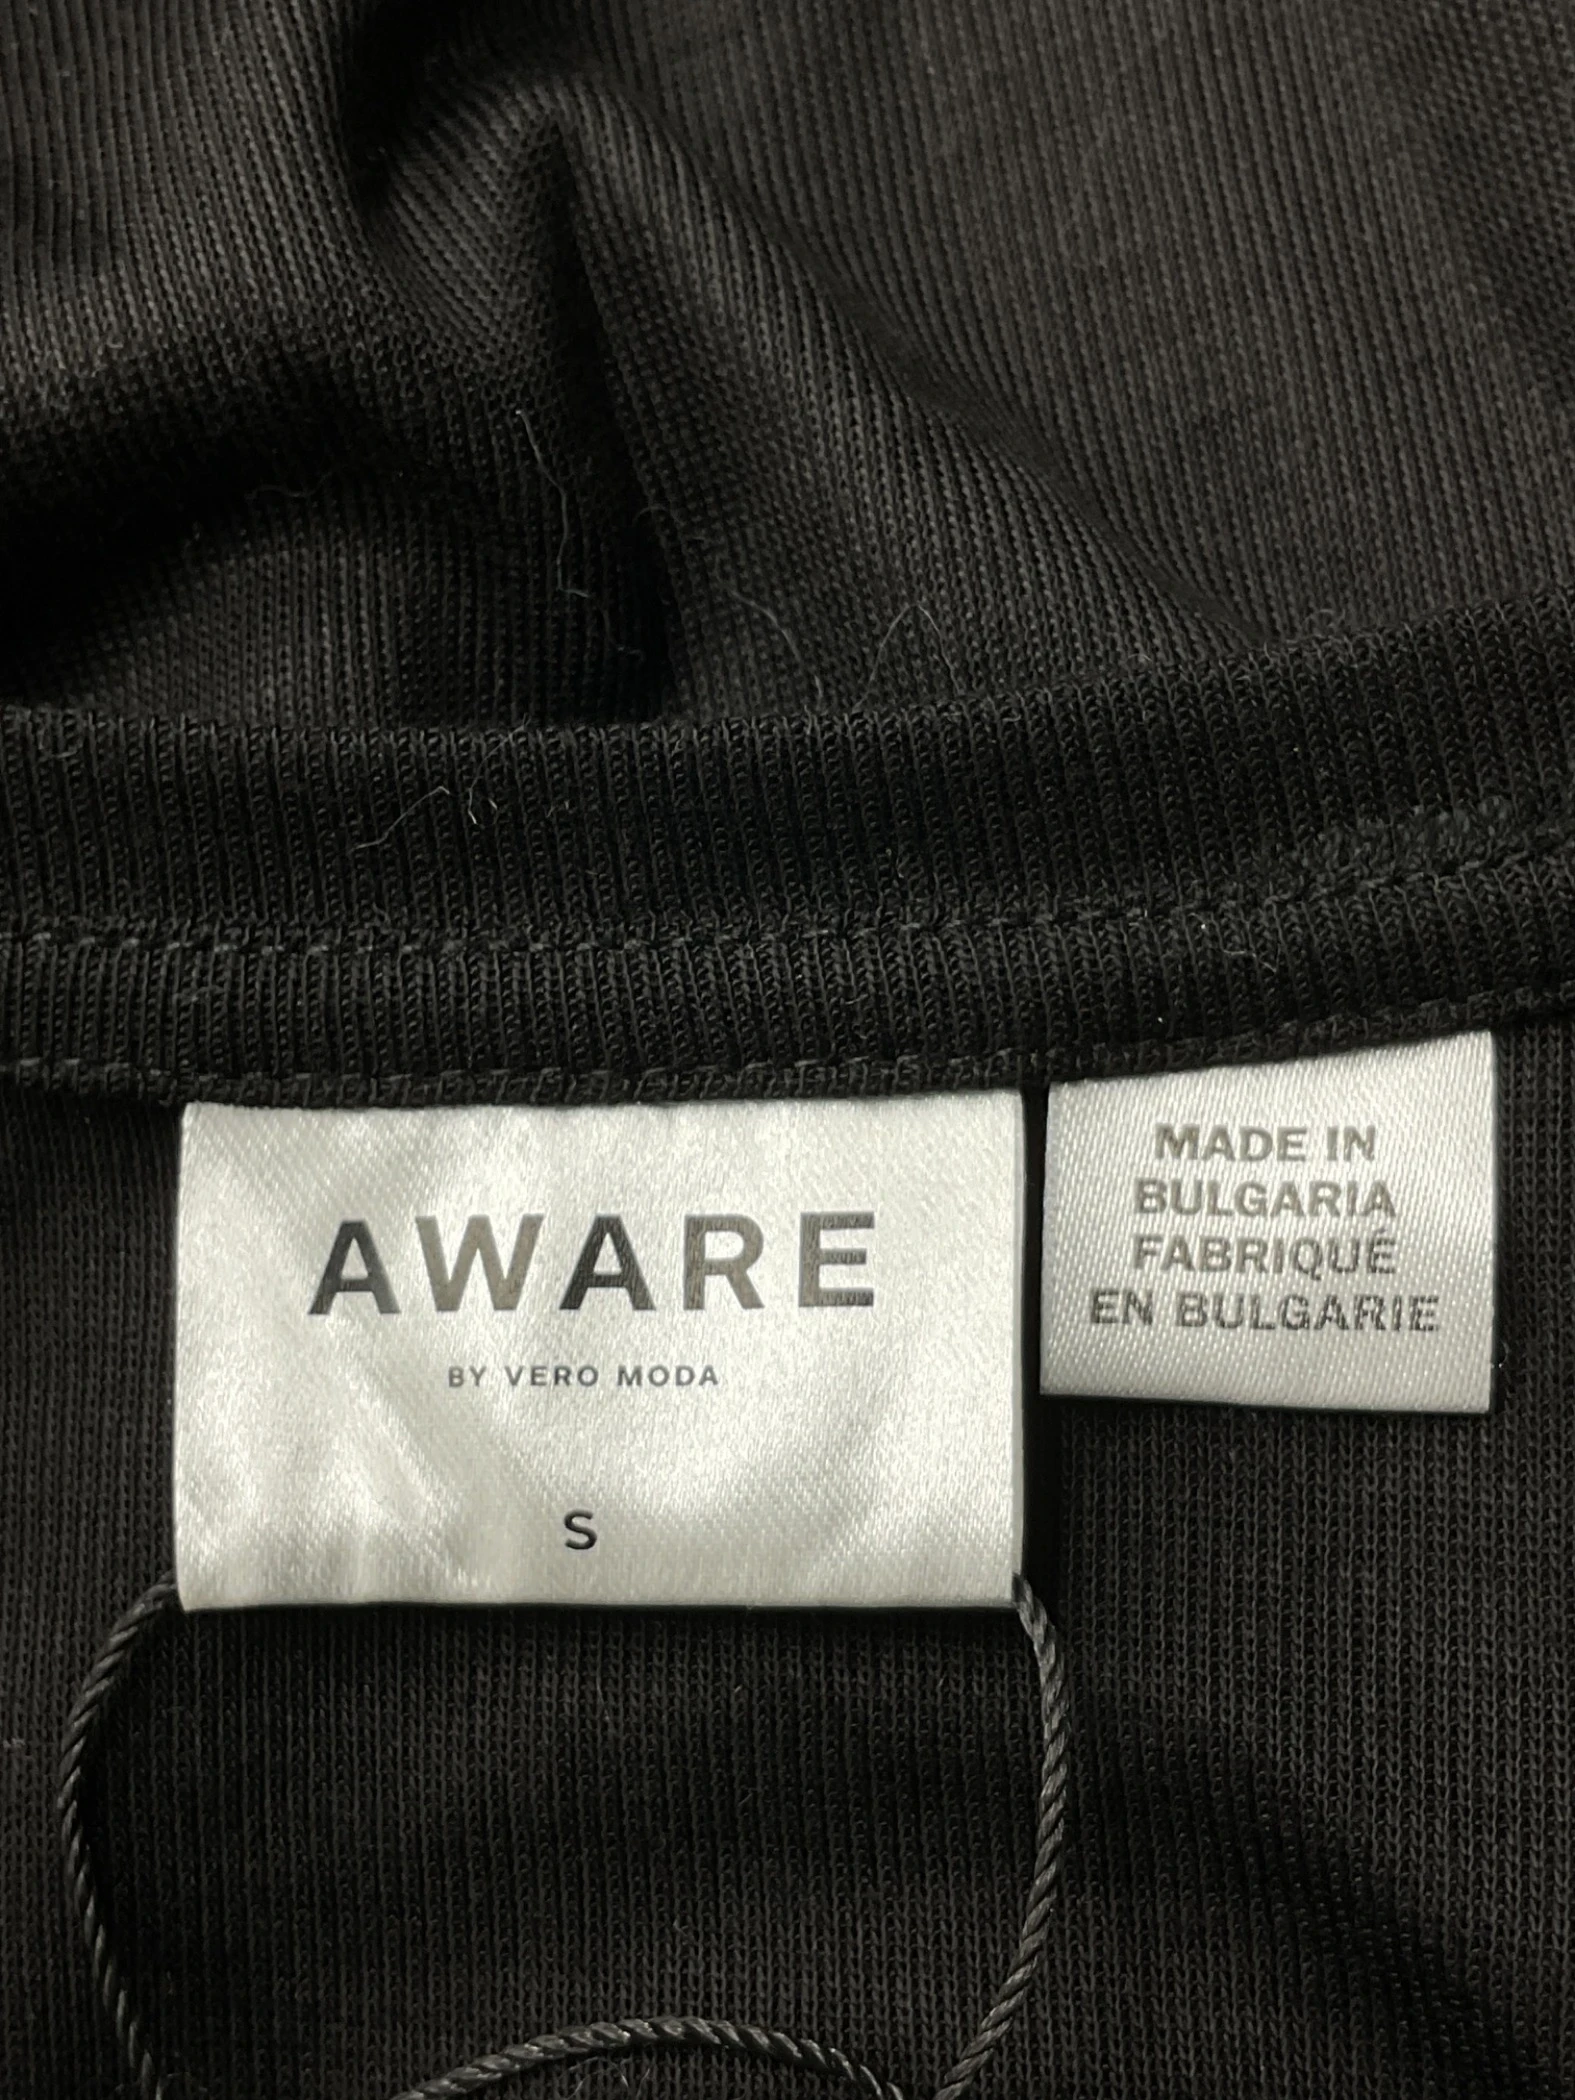 AWARE
BY VERO MODA
S
MADE IN
BULGARIA
FABRIQUÉ
EN BULGARIE